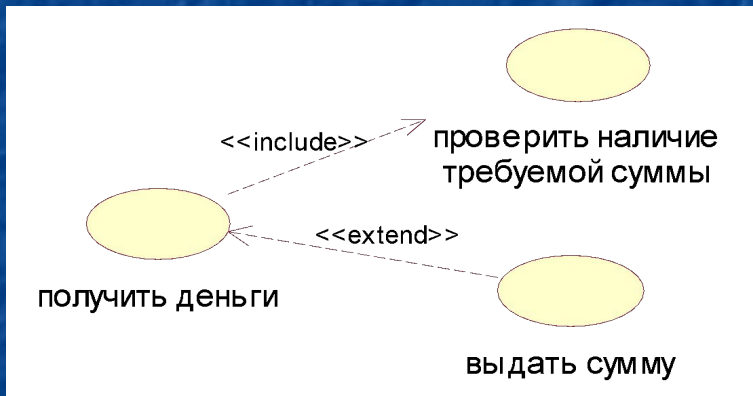 <<include>>
проверить наличие
требуемой суммы
<<extend>>
получить деньги
выдать сумму